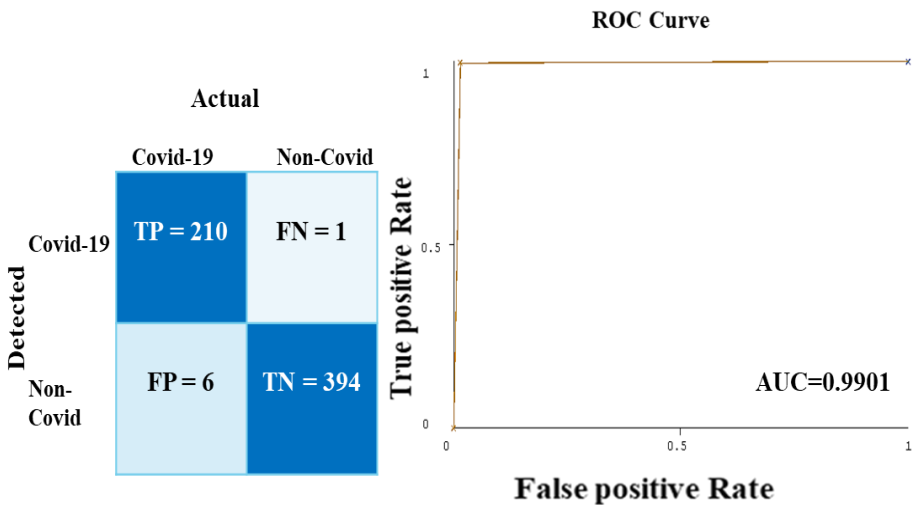 Actual
Covid-19
Non-Covid
Detected
Covid-19
TP = 210
FN = 1
Non-
Covid
FP = 6
TN = 394
ROC Curve
True positive Rate
1
0.5
0
0
0.5
1
AUC=0.9901
False positive Rate